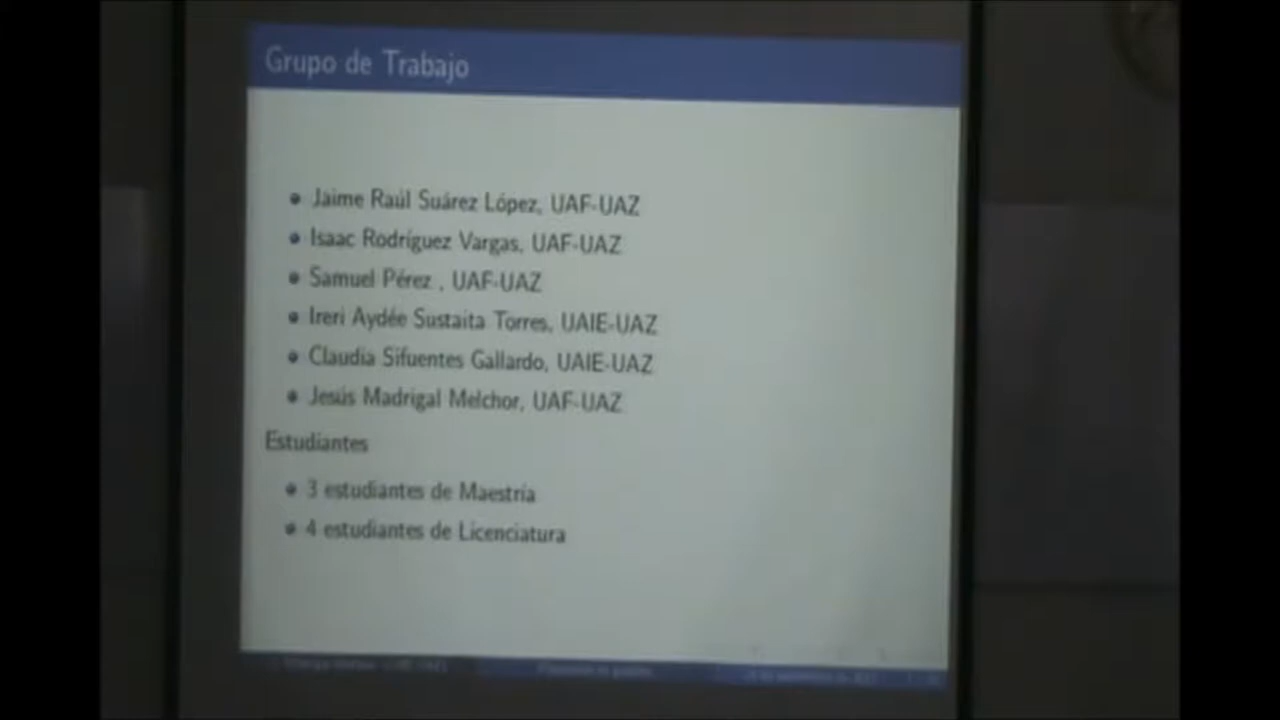 Grupo de Trabajo
Jaime Raúl Suárez López, UAF-UAZ
Isaac Rodríguez Vargas, UAF-UAZ
Samuel Pérez , UAF-UAZ
Ireri Aydée Sustaita Torres, UAIE-UAZ
Claudia Sifuentes Gallardo, UAIE-UAZ
Jesús Madrigal Melchor, UAF-UAZ
Estudiantes
3 estudiantes de Maestría
4 estudiantes de Licenciatura